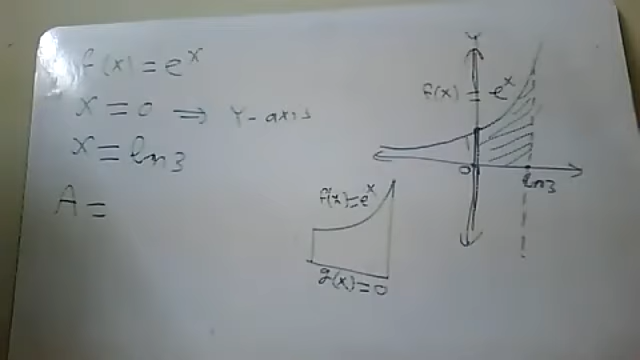 f(x) = e^x
x = 0 ⇒ Y-axis
x = ln3
A =
Y
f(x) = e^x
0
ln3
f(x)=e^x
g(x)=0